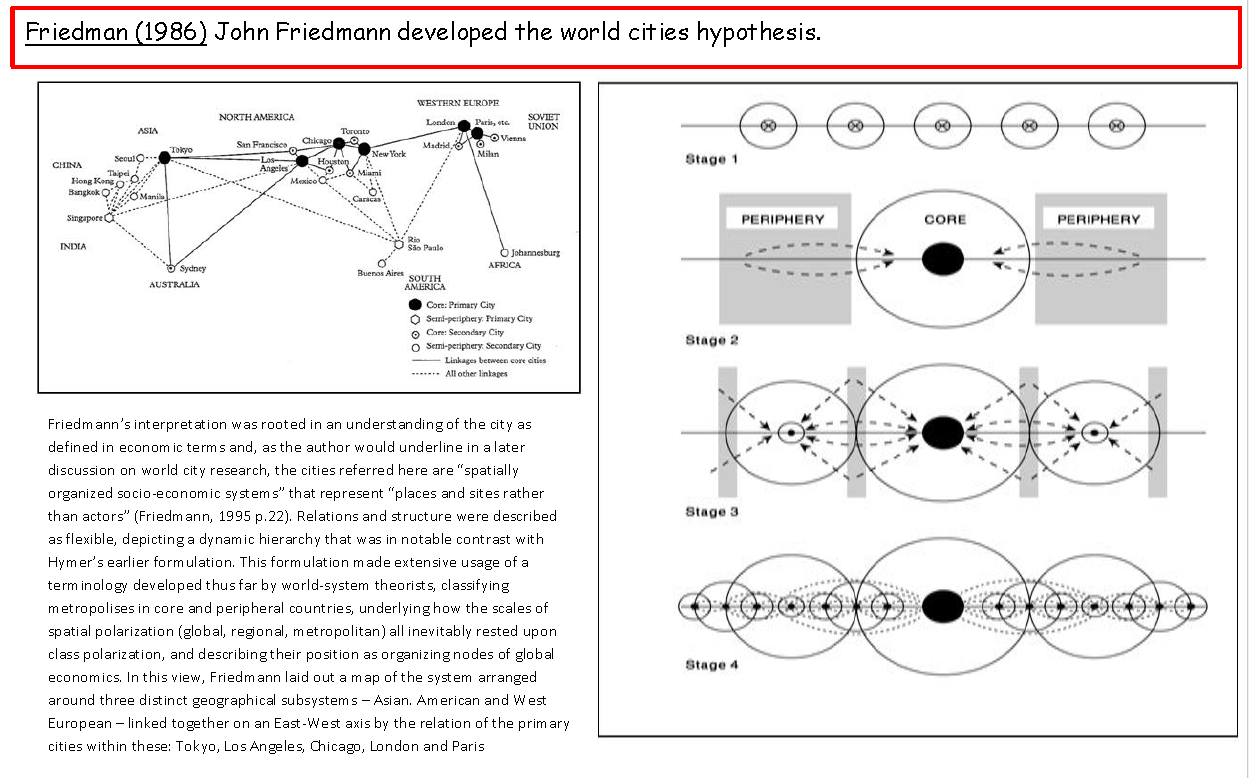 Friedman (1986) John Friedmann developed the world cities hypothesis.
WESTERN EUROPE
NORTH AMERICA
SOVIET
UNION
ASIA
London
Paris, etc.
Toronto
Chicago
San Francisco
Vienna
Madrid
Milan
Tokyo
New York
Seoul
Los
Angeles
Houston
CHINA
Taipei
Miami
Hong Kong
Mexico
Bangkok
Manila
Caracas
Singapore
INDIA
Rio
São Paulo
Johannesburg
AFRICA
Sydney
Buenos Aires
AUSTRALIA
SOUTH
AMERICA
Core: Primary City
Semi-periphery: Primary City
Core: Secondary City
Semi-periphery: Secondary City
Linkages between core cities
All other linkages
Friedmann's interpretation was rooted in an understanding of the city as
defined in economic terms and, as the author would underline in a later
discussion on world city research, the cities referred here are “spatially
organized socio-economic systems” that represent “places and sites rather
than actors” (Friedmann, 1995 p.22). Relations and structure were described
as flexible, depicting a dynamic hierarchy that was in notable contrast with
Hymer's earlier formulation. This formulation made extensive usage of a
terminology developed thus far by world-system theorists, classifying
metropolises in core and peripheral countries, underlying how the scales of
spatial polarization (global, regional, metropolitan) all inevitably rested upon
class polarization, and describing their position as organizing nodes of global
economics. In this view, Friedmann laid out a map of the system arranged
around three distinct geographical subsystems – Asian. American and West
European – linked together on an East-West axis by the relation of the primary
cities within these: Tokyo, Los Angeles, Chicago, London and Paris
Stage 1
PERIPHERY
CORE
PERIPHERY
Stage 2
Stage 3
Stage 4